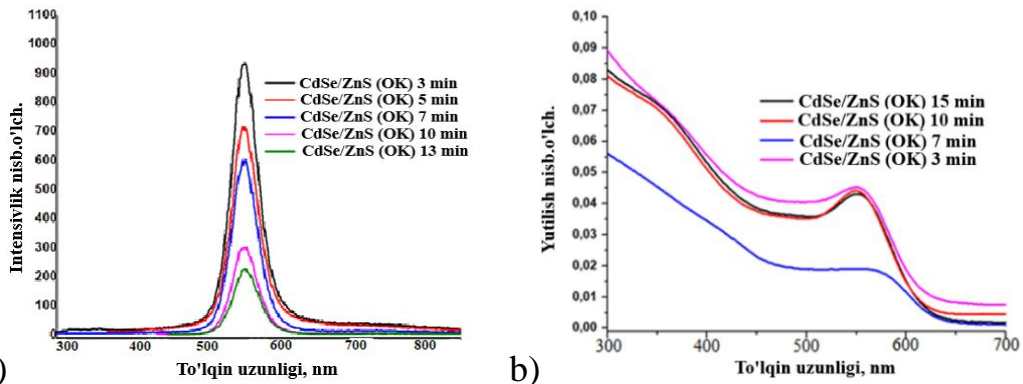 1100
1000
900
800
700
600
500
400
300
200
100
0
Intensivlik nisb.o'lch.
CdSe/ZnS (OK) 3 min
CdSe/ZnS (OK) 5 min
CdSe/ZnS (OK) 7 min
CdSe/ZnS (OK) 10 min
CdSe/ZnS (OK) 13 min
300 400 500 600 700 800
To'lqin uzunligi, nm
)
b)
0,10
0,09
0,08
0,07
0,06
0,05
0,04
0,03
0,02
0,01
0,00
Yutilish nisb.o'lch.
CdSe/ZnS (OK) 15 min
CdSe/ZnS (OK) 10 min
CdSe/ZnS (OK) 7 min
CdSe/ZnS (OK) 3 min
300 400 500 600 700
To'lqin uzunligi, nm